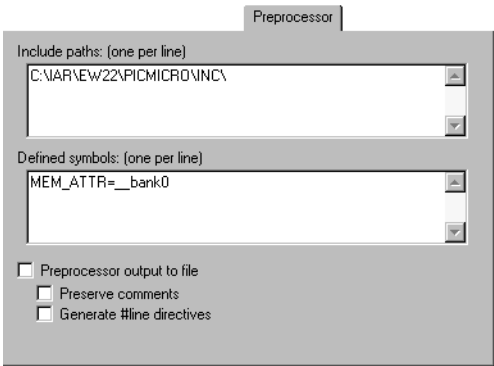 Preprocessor
Include paths: (one per line)
C:\IAR\EW22\PICMICRO\INC\
Defined symbols: (one per line)
MEM_ATTR=__bank0
Preprocessor output to file
Preserve comments
Generate #line directives